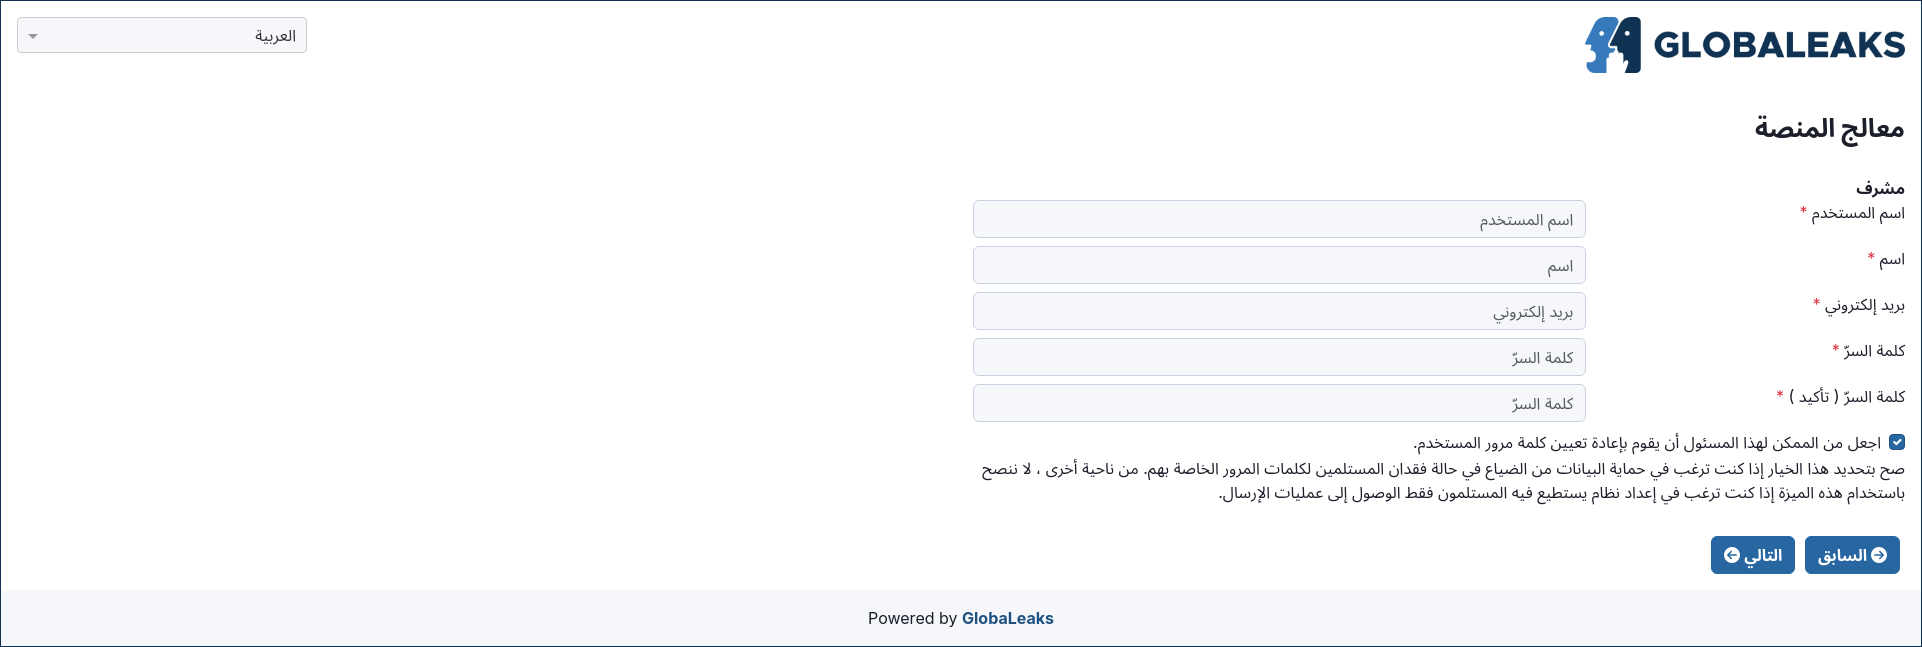 GLOBALEAKS
العربية
معالج المنصة
مشرف
اسم المستخدم *
اسم المستخدم
اسم *
اسم
بريد إلكتروني *
بريد إلكتروني
كلمة السرّ *
كلمة السرّ
كلمة السرّ ( تأكيد ) *
كلمة السرّ
اجعل من الممكن لهذا المسئول أن يقوم بإعادة تعيين كلمة مرور المستخدم.
صح بتحديد هذا الخيار إذا كنت ترغب في حماية البيانات من الضياع في حالة فقدان المستلمين لكلمات المرور الخاصة بهم. من ناحية أخرى ، لا ننصح
باستخدام هذه الميزة إذا كنت ترغب في إعداد نظام يستطيع فيه المستلمون فقط الوصول إلى عمليات الإرسال.
السابق
التالي
Powered by GlobaLeaks